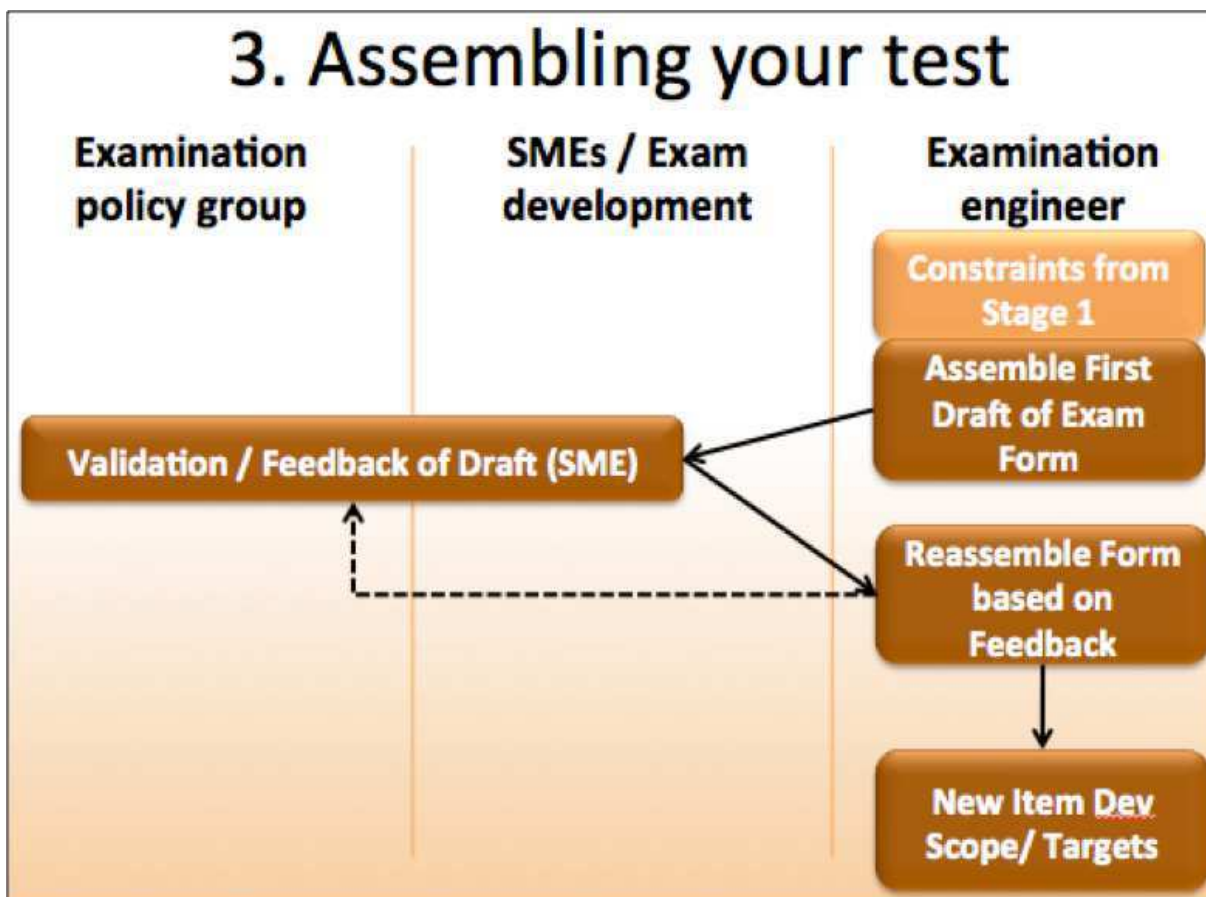 3. Assembling your test
Examination
policy group
SMEs / Exam
development
Examination
engineer
Constraints from
Stage 1
Assemble First
Draft of Exam
Form
Validation / Feedback of Draft (SME)
Reassemble Form
based on
Feedback
New Item Dev
Scope/ Targets